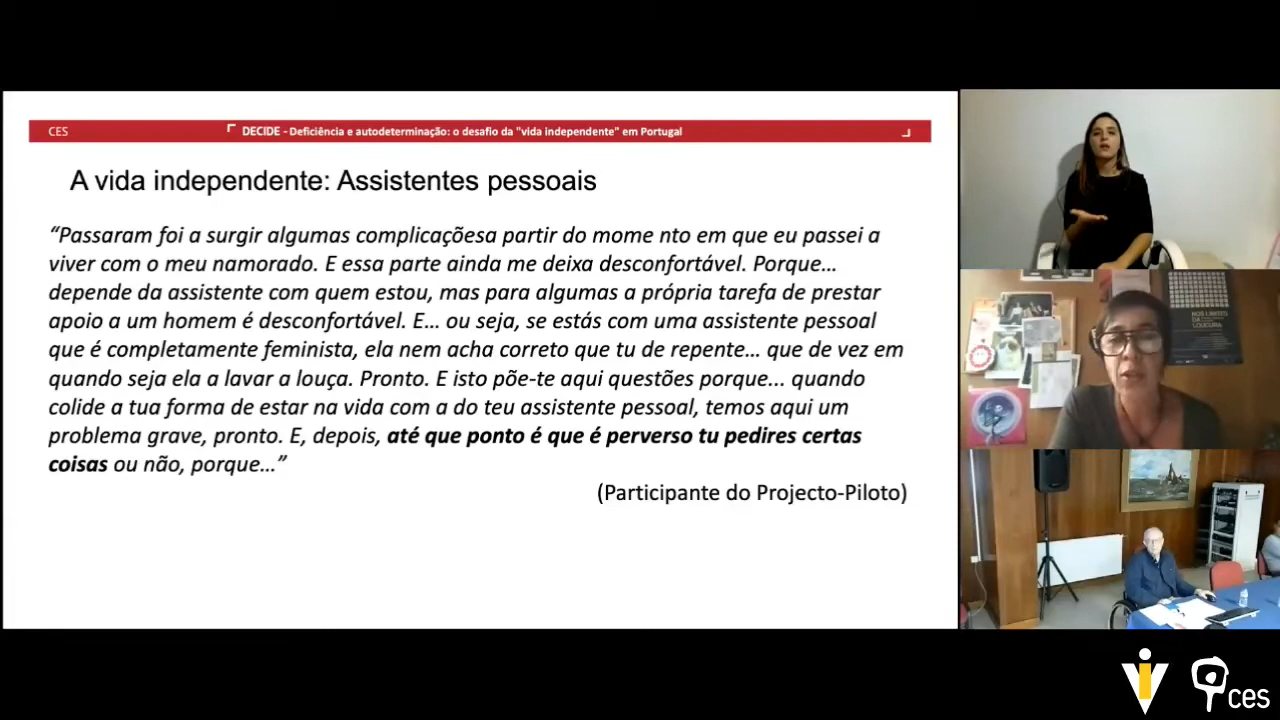 CES
DECIDE - Deficiência e autodeterminação: o desafio da "vida independente" em Portugal
A vida independente: Assistentes pessoais
“Passaram foi a surgir algumas complicaçõesa partir do mome nto em que eu passei a
viver com o meu namorado. E essa parte ainda me deixa desconfortável. Porque…
depende da assistente com quem estou, mas para algumas a própria tarefa de prestar
apoio a um homem é desconfortável. E… ou seja, se estás com uma assistente pessoal
que é completamente feminista, ela nem acha correto que tu de repente… que de vez em
quando seja ela a lavar a louça. Pronto. E isto põe-te aqui questões porque... quando
colide a tua forma de estar na vida com a do teu assistente pessoal, temos aqui um
problema grave, pronto. E, depois, até que ponto é que é perverso tu pedires certas
coisas ou não, porque…”
(Participante do Projecto-Piloto)
NOS LIMITES
DA
LOUCURA
iV
ces